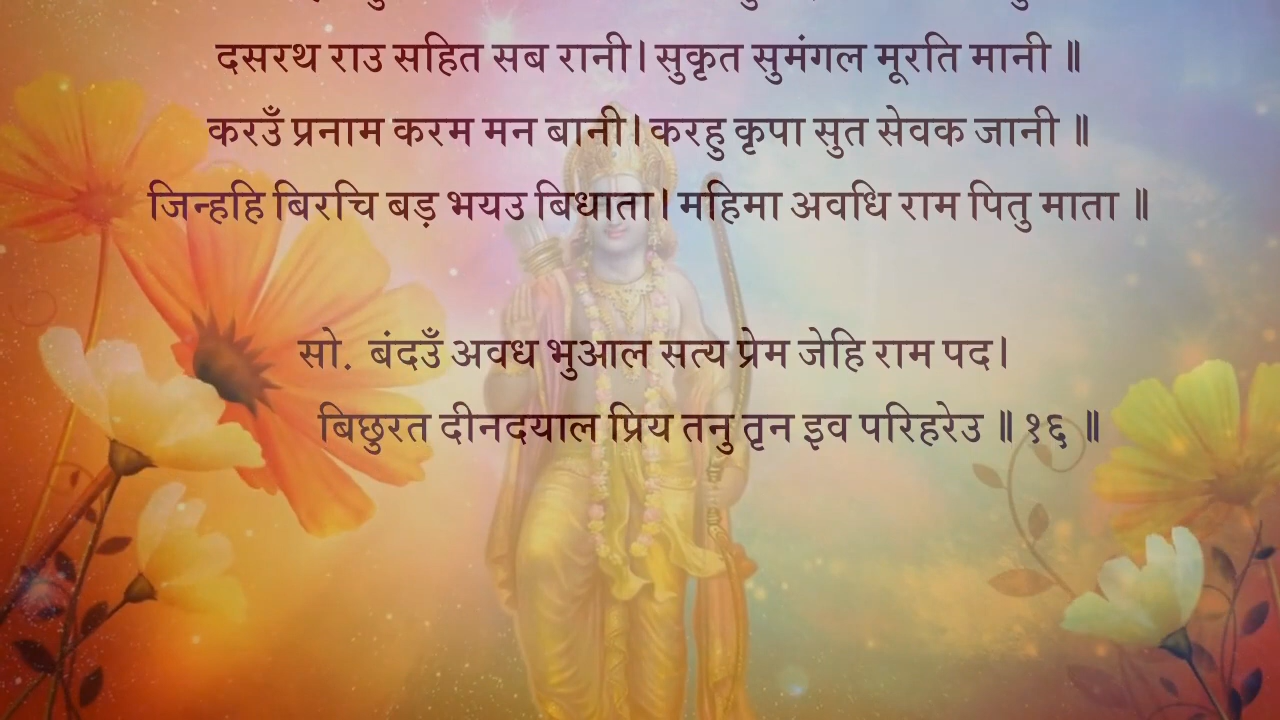 दसरथ राउ सहित सब रानी। सुकृत सुमंगल मूरति मानी ॥
करउँ प्रनाम करम मन बानी। करहु कृपा सुत सेवक जानी ॥
जिन्हहि बिरचि बड़ भयउ बिधाता। महिमा अवधि राम पितु माता ॥
सो. बंदउँ अवध भुआल सत्य प्रेम जेहि राम पद।
बिछुरत दीनदयाल प्रिय तनु तृन इव परिहरेउ ॥ १६ ॥